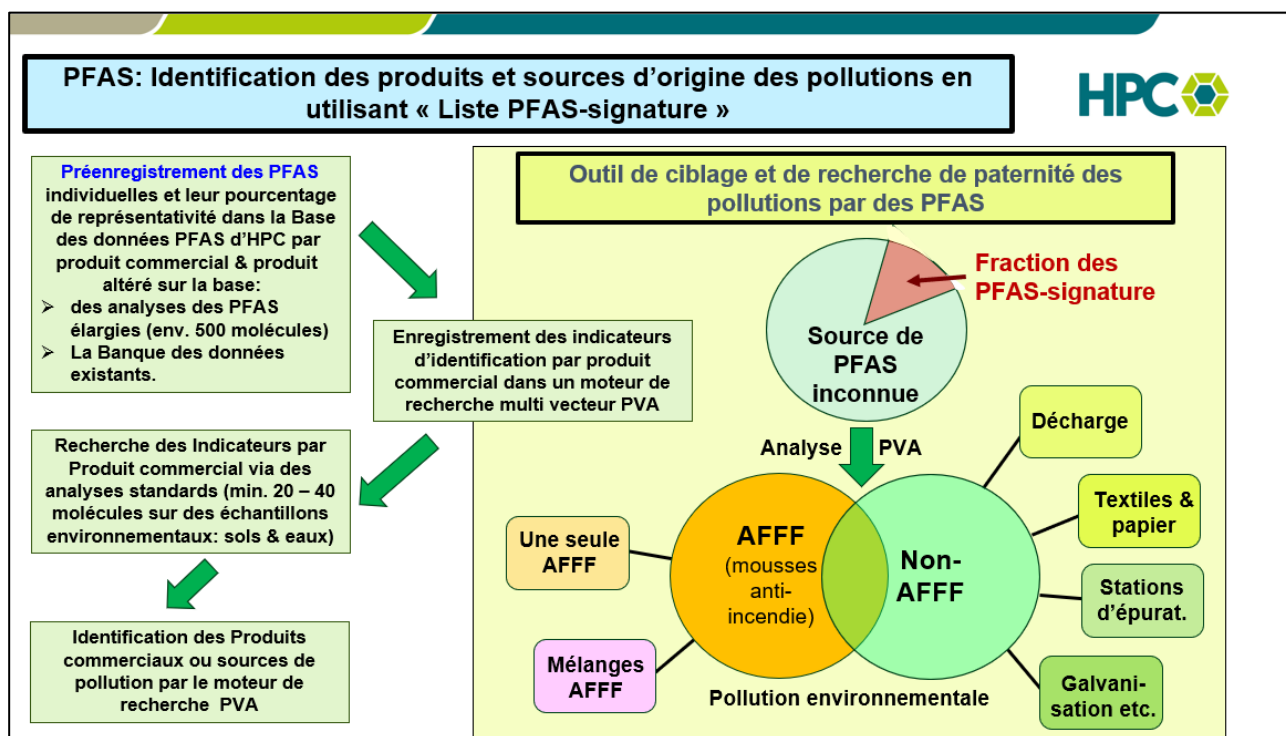 PFAS: Identification des produits et sources d’origine des pollutions en
utilisant « Liste PFAS-signature »
HPC
Préenregistrement des PFAS
individuelles et leur pourcentage
de représentativité dans la Base
des données PFAS d’HPC par
produit commercial & produit
altéré sur la base:
➢ des analyses des PFAS
élargies (env. 500 molécules)
➢ La Banque des données
existants.
Enregistrement des indicateurs
d’identification par produit
commercial dans un moteur de
recherche multi vecteur PVA
Recherche des Indicateurs par
Produit commercial via des
analyses standards (min. 20 – 40
molécules sur des échantillons
environnementaux: sols & eaux)
Identification des Produits
commerciaux ou sources de
pollution par le moteur de
recherche PVA
Outil de ciblage et de recherche de paternité des
pollutions par des PFAS
Fraction des
PFAS-signature
Source de
PFAS
inconnue
Analyse PVA
AFFF
(mousses
anti-
incendie)
Non-
AFFF
Une seule
AFFF
Mélanges
AFFF
Décharge
Textiles &
papier
Stations
d’épurat.
Galvani-
sation etc.
Pollution environnementale